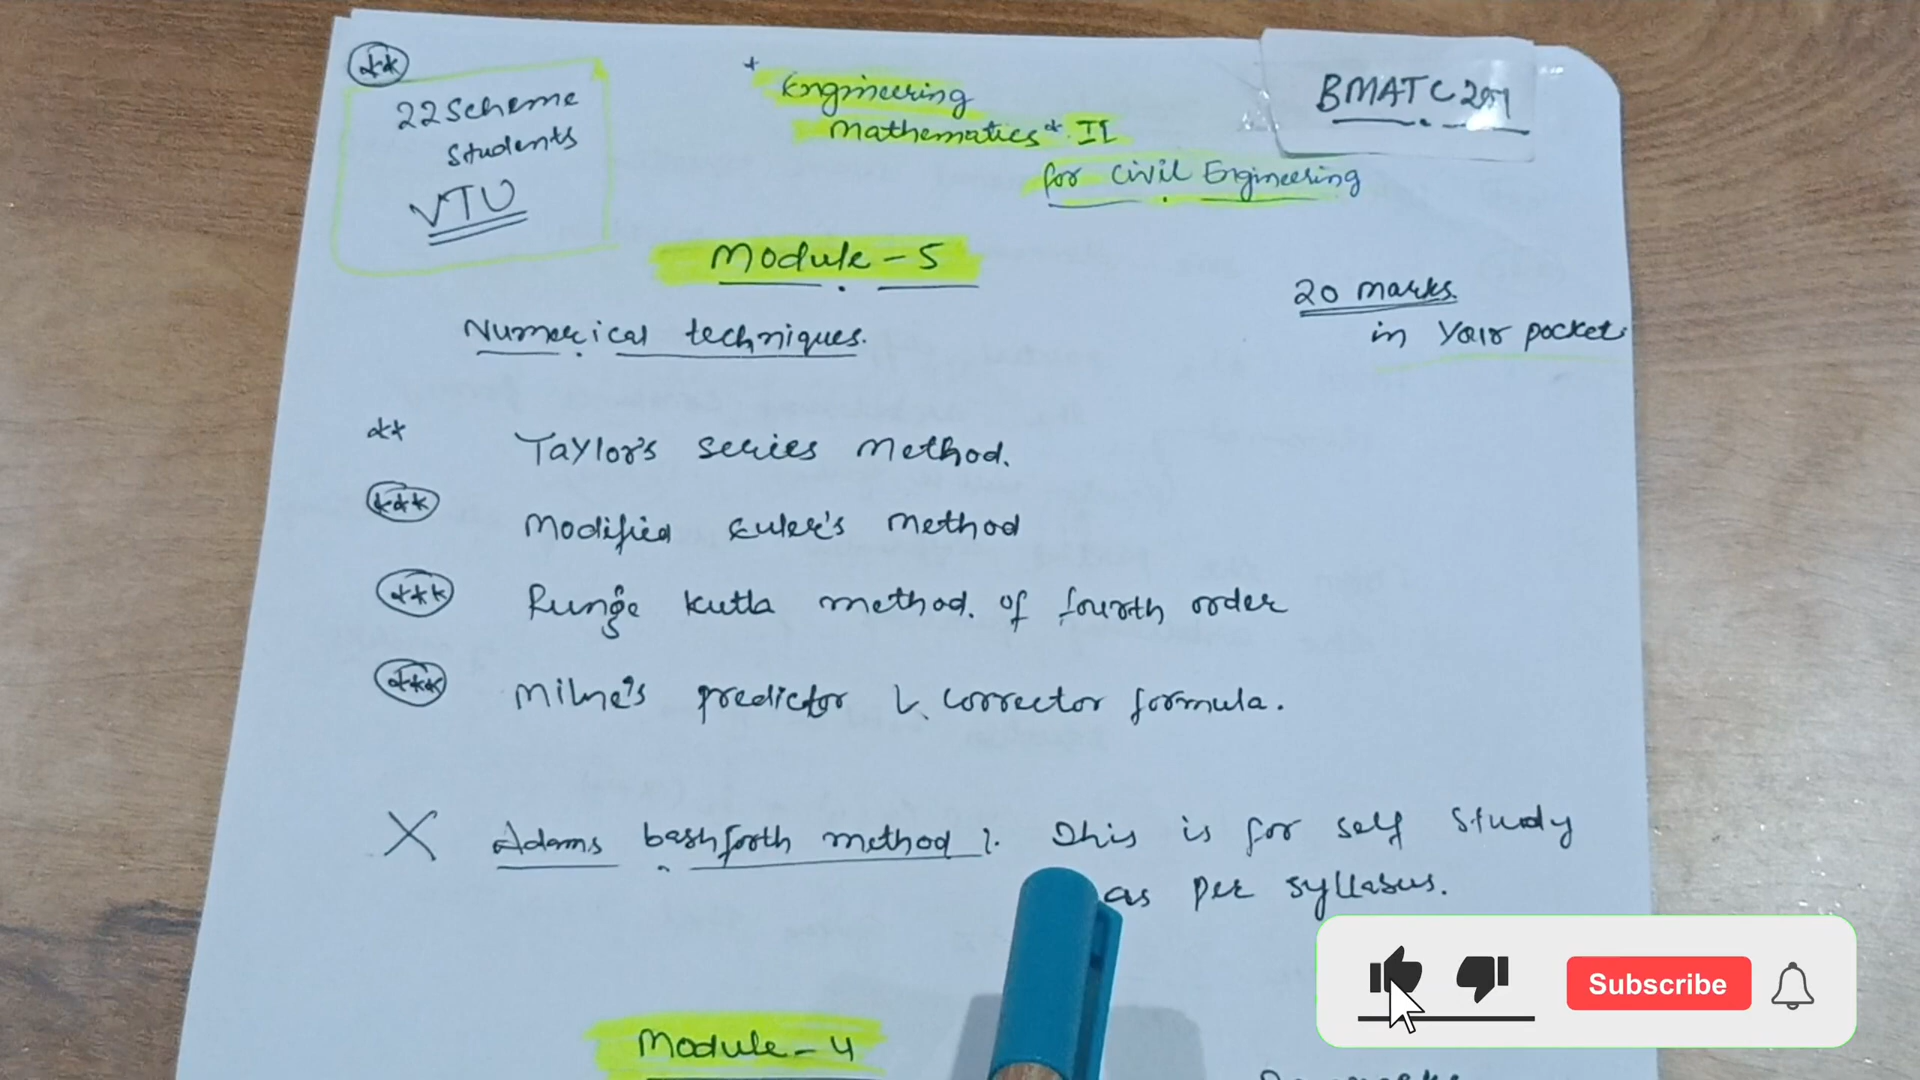 **
22 Scheme
Students
VTU
* Engineering
Mathematics* II
for Civil Engineering
BMATC201
Module - 5
20 marks
in your pocket
Numerical techniques.
** Taylor's series method.
*** Modified Euler's method
*** Runge kutta method. of fourth order
*** Milne's predictor & corrector formula.
X Adams bashforth method : This is for self study
as per syllabus.
Module - 4
Subscribe